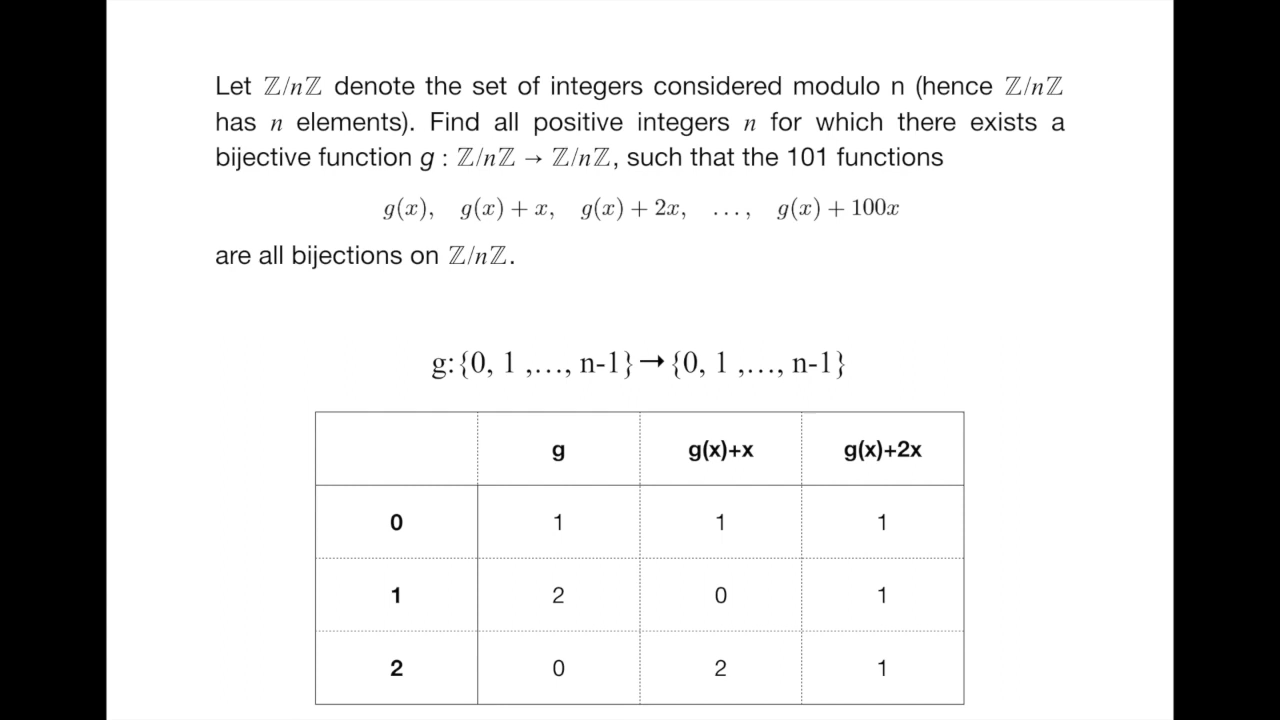 Let ℤ/nℤ denote the set of integers considered modulo n (hence ℤ/nℤ
has n elements). Find all positive integers n for which there exists a
bijective function g : ℤ/nℤ → ℤ/nℤ, such that the 101 functions
g(x), g(x) + x, g(x) + 2x, . . . , g(x) + 100x
are all bijections on ℤ/nℤ.
g:{0, 1 ,…, n-1}→{0, 1 ,…, n-1}
g g(x)+x g(x)+2x
0 1 1 1
1 2 0 1
2 0 2 1